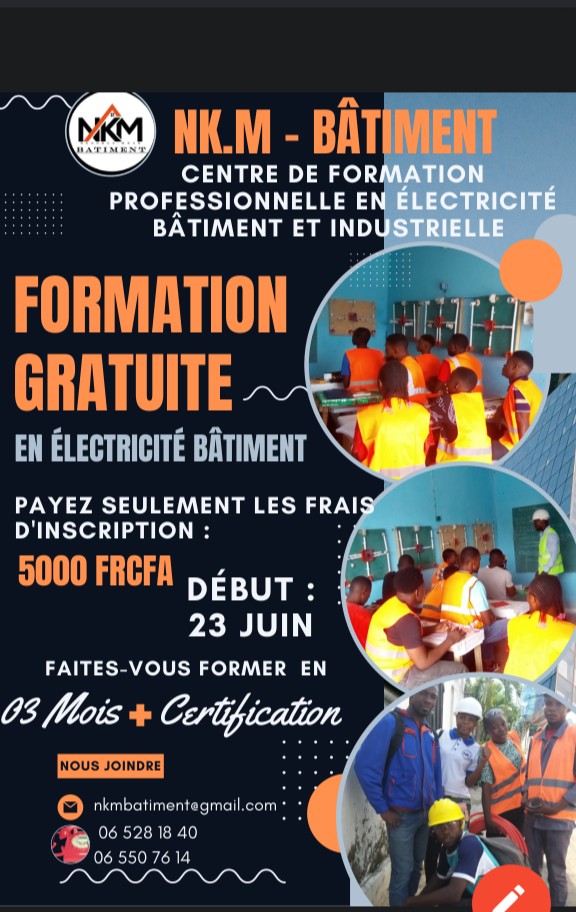 NKM
BATIMENT
NK.M - BÂTIMENT
CENTRE DE FORMATION
PROFESSIONNELLE EN ÉLECTRICITÉ
BÂTIMENT ET INDUSTRIELLE
FORMATION
GRATUITE
EN ÉLECTRICITÉ BÂTIMENT
PAYEZ SEULEMENT LES FRAIS
D'INSCRIPTION :
5000 FRCFA
DÉBUT :
23 JUIN
FAITES-VOUS FORMER EN
03 Mois + Certification
NOUS JOINDRE
nkmbatiment@gmail.com
06 528 18 40
06 550 76 14